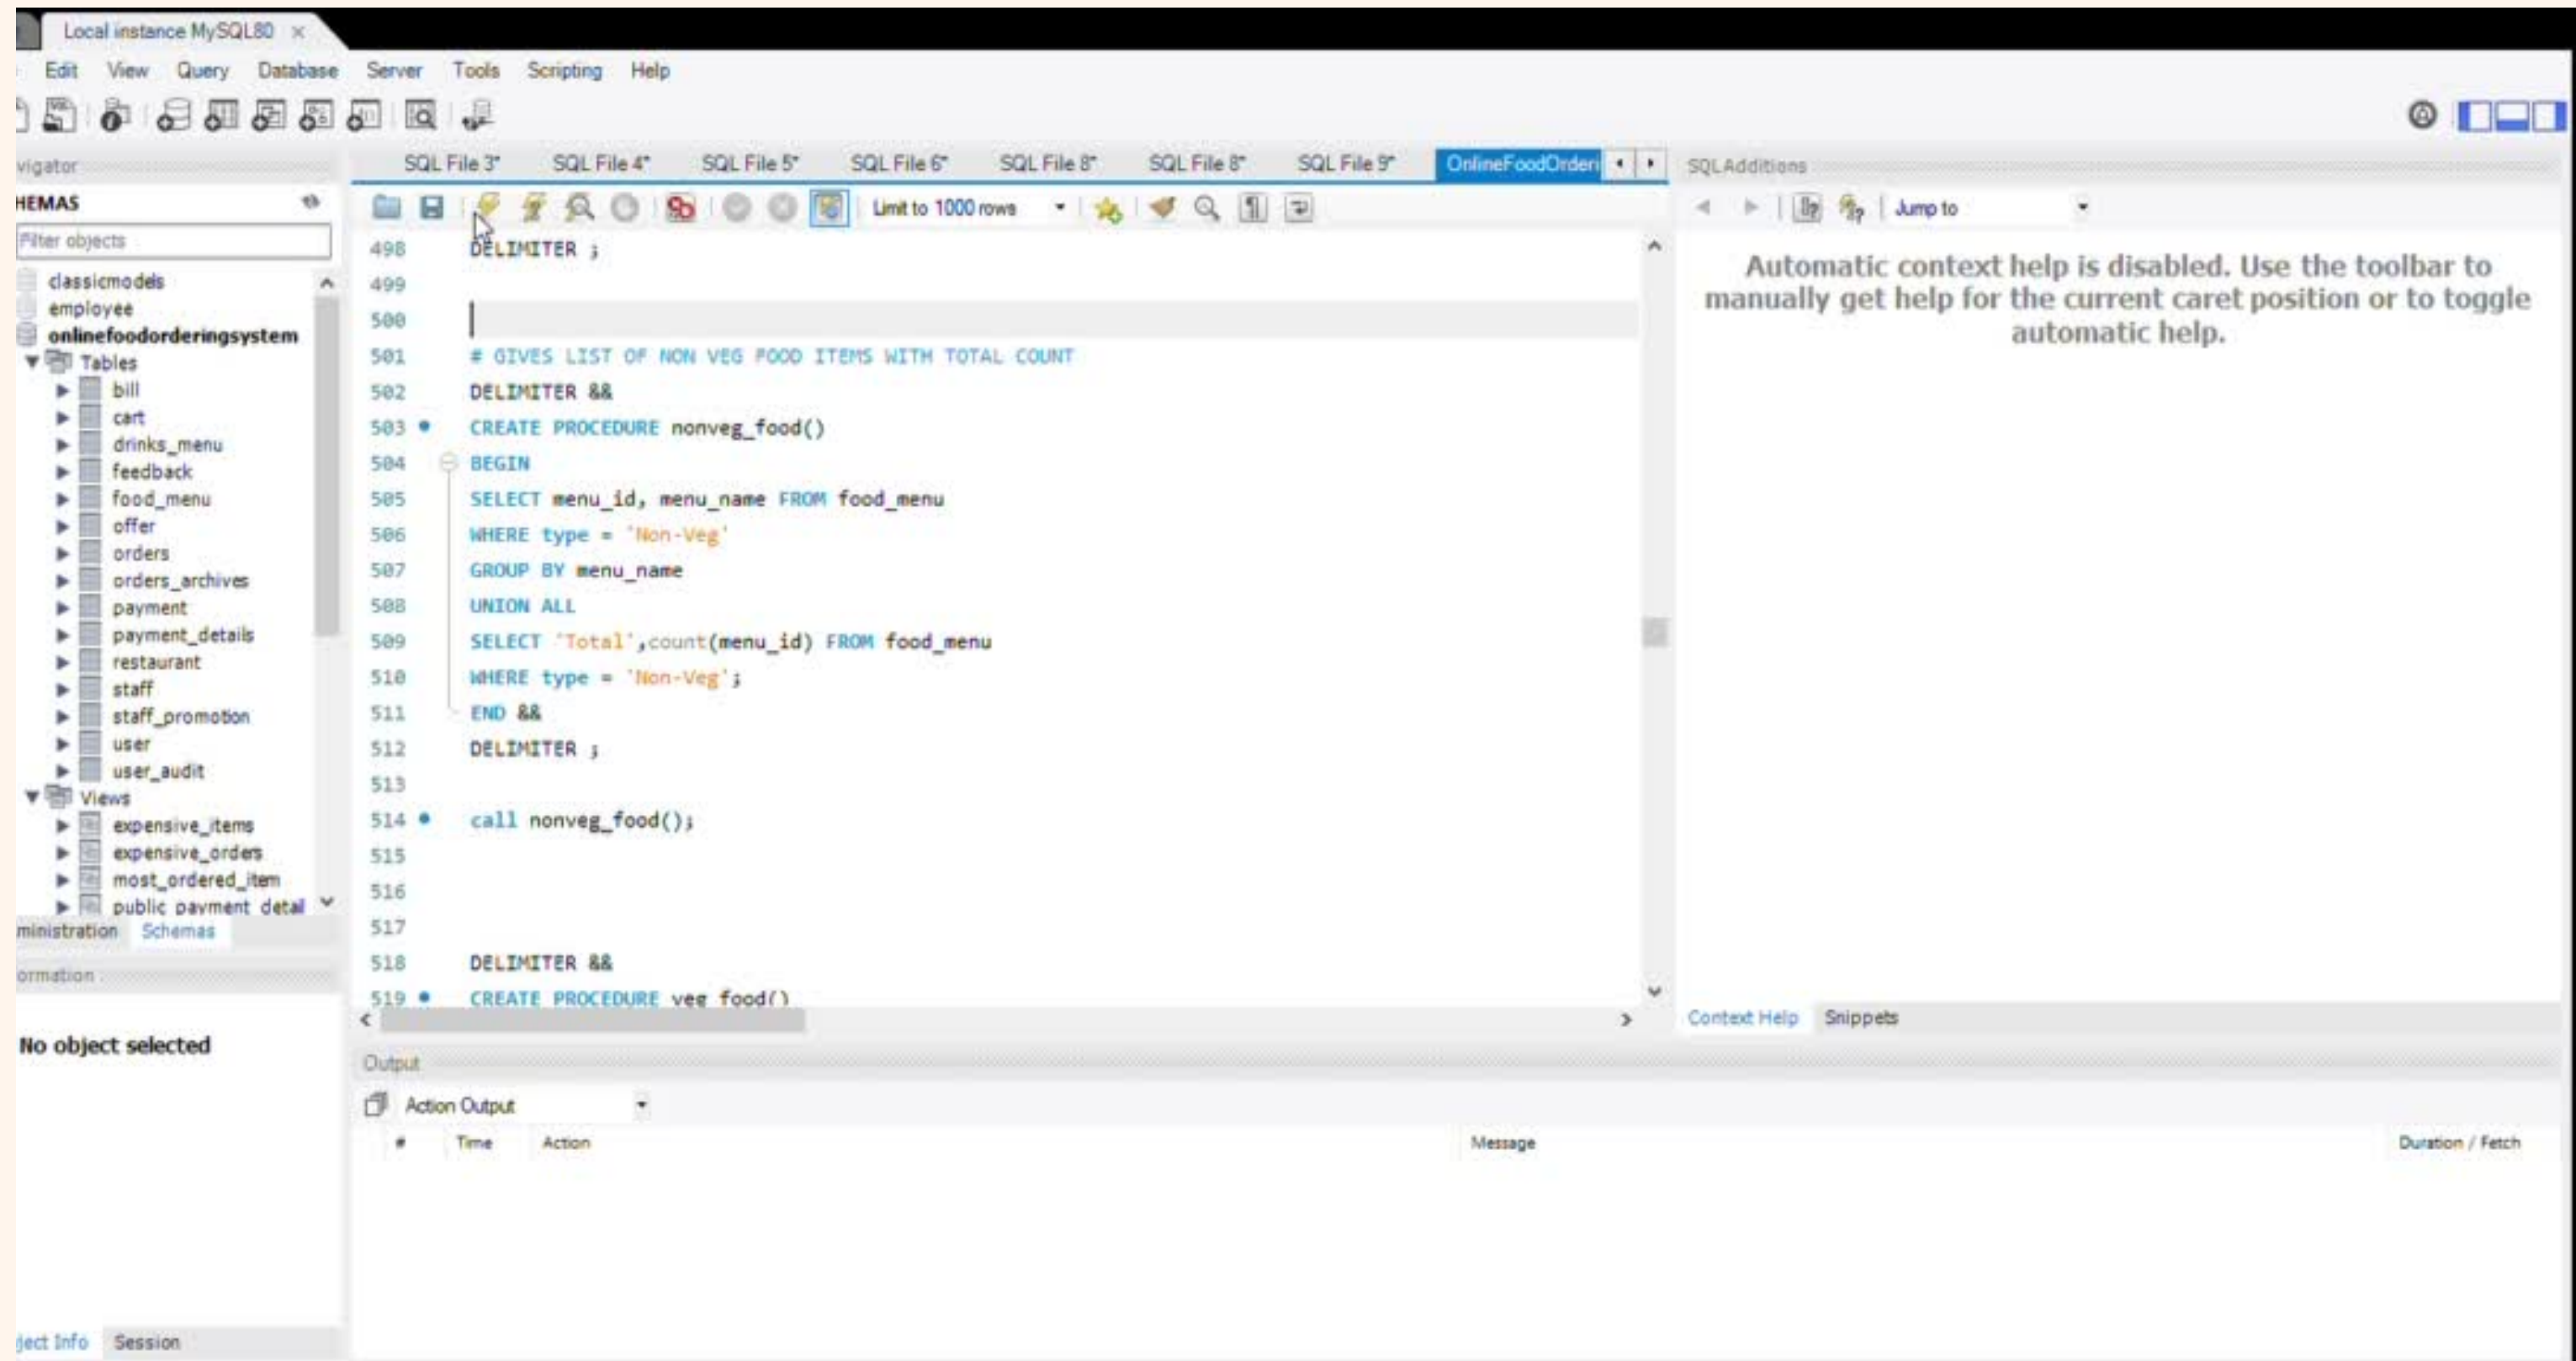 Local instance MySQL80 ×
Edit View Query Database Server Tools Scripting Help
vigator
HEMAS
Filter objects
classicmodels
employee
onlinefoodorderingsystem
Tables
bill
cart
drinks_menu
feedback
food_menu
offer
orders
orders_archives
payment
payment_details
restaurant
staff
staff_promotion
user
user_audit
Views
expensive_items
expensive_orders
most_ordered_item
public_payment_detail
ministration Schemas
ormation
No object selected
ject Info Session
SQL File 3* SQL File 4* SQL File 5* SQL File 6* SQL File 8* SQL File 8* SQL File 9* OnlineFoodOrderi
Limit to 1000 rows
498 DELIMITER ;
499
500
501 # GIVES LIST OF NON VEG FOOD ITEMS WITH TOTAL COUNT
502 DELIMITER &&
503 CREATE PROCEDURE nonveg_food()
504 BEGIN
505 SELECT menu_id, menu_name FROM food_menu
506 WHERE type = 'Non-Veg'
507 GROUP BY menu_name
508 UNION ALL
509 SELECT 'Total',count(menu_id) FROM food_menu
510 WHERE type = 'Non-Veg';
511 END &&
512 DELIMITER ;
513
514 call nonveg_food();
515
516
517
518 DELIMITER &&
519 CREATE PROCEDURE veg_food()
SQLAdditions
Jump to
Automatic context help is disabled. Use the toolbar to
manually get help for the current caret position or to toggle
automatic help.
Context Help Snippets
Output
Action Output
# Time Action Message Duration / Fetch